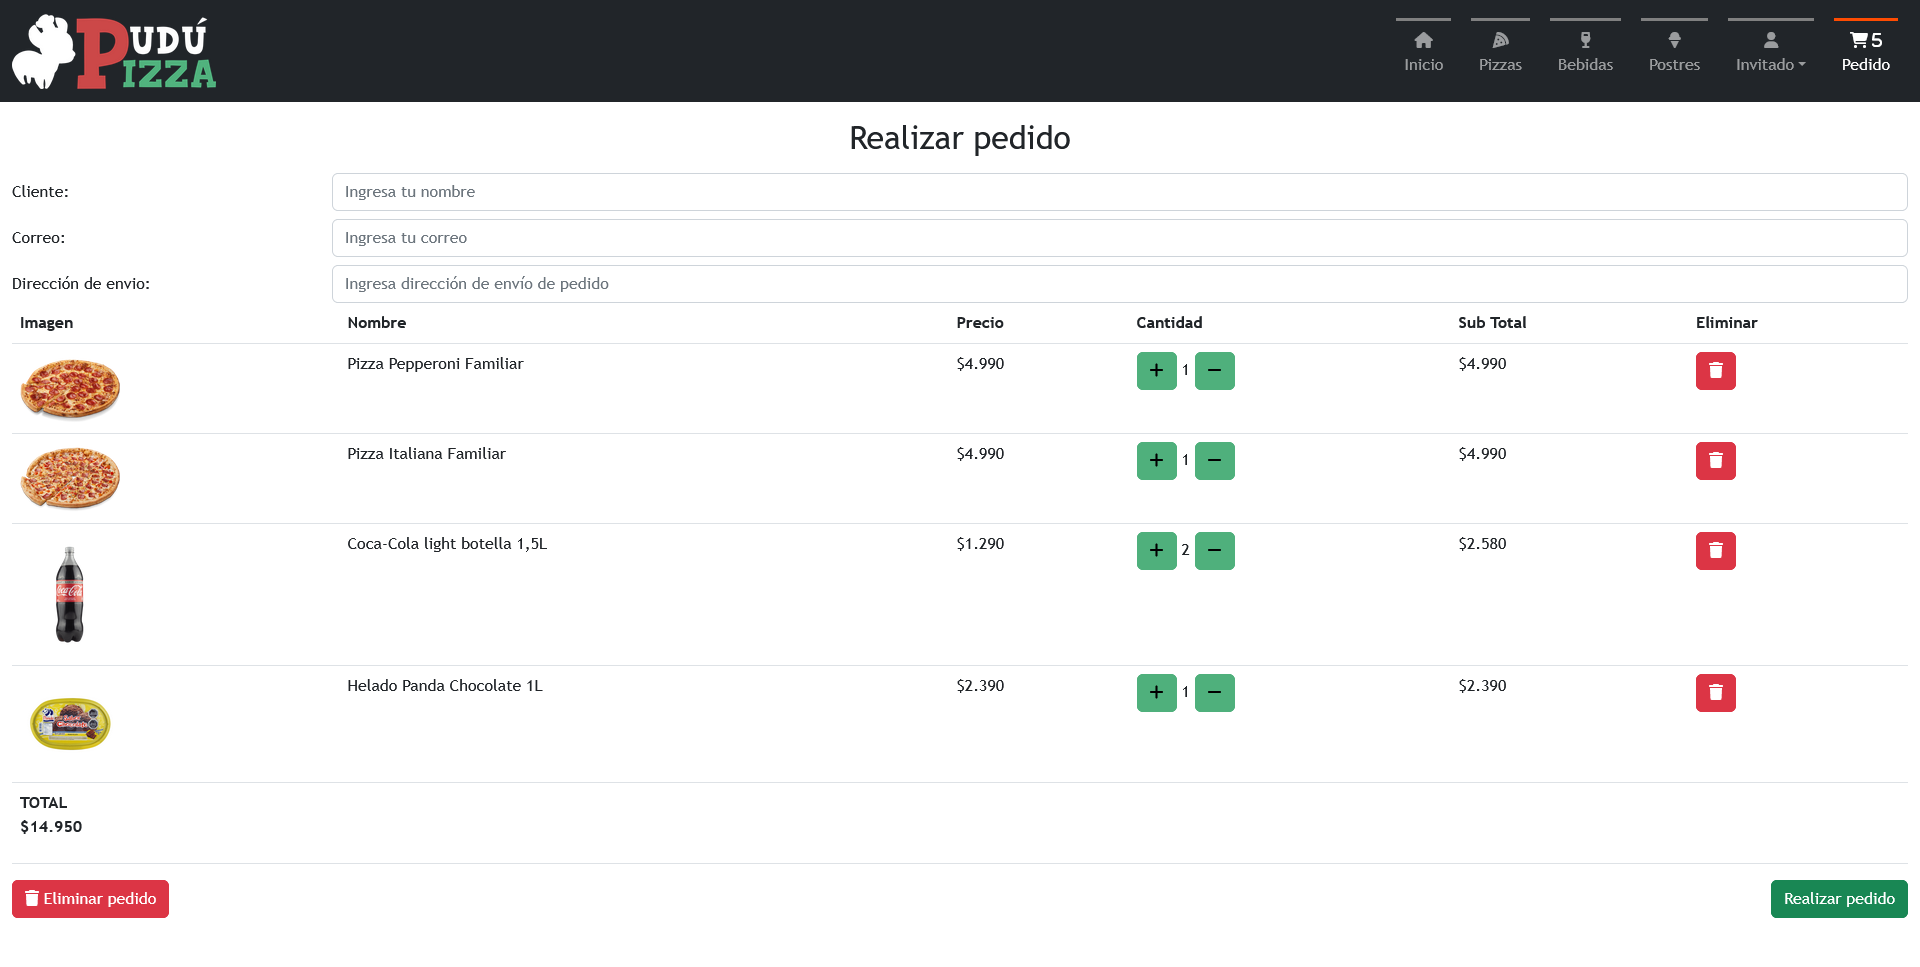 PUDÚ
PIZZA
5
Inicio
Pizzas
Bebidas
Postres
Invitado
Pedido
Realizar pedido
Cliente: Ingresa tu nombre
Correo: Ingresa tu correo
Dirección de envio: Ingresa dirección de envío de pedido
Imagen Nombre Precio Cantidad Sub Total Eliminar
Pizza Pepperoni Familiar $4.990 + 1 − $4.990
Pizza Italiana Familiar $4.990 + 1 − $4.990
Coca-Cola
Coca-Cola light botella 1,5L $1.290 + 2 − $2.580
Helado Panda Chocolate 1L $2.390 + 1 − $2.390
Chocolate
TOTAL
$14.950
Eliminar pedido
Realizar pedido